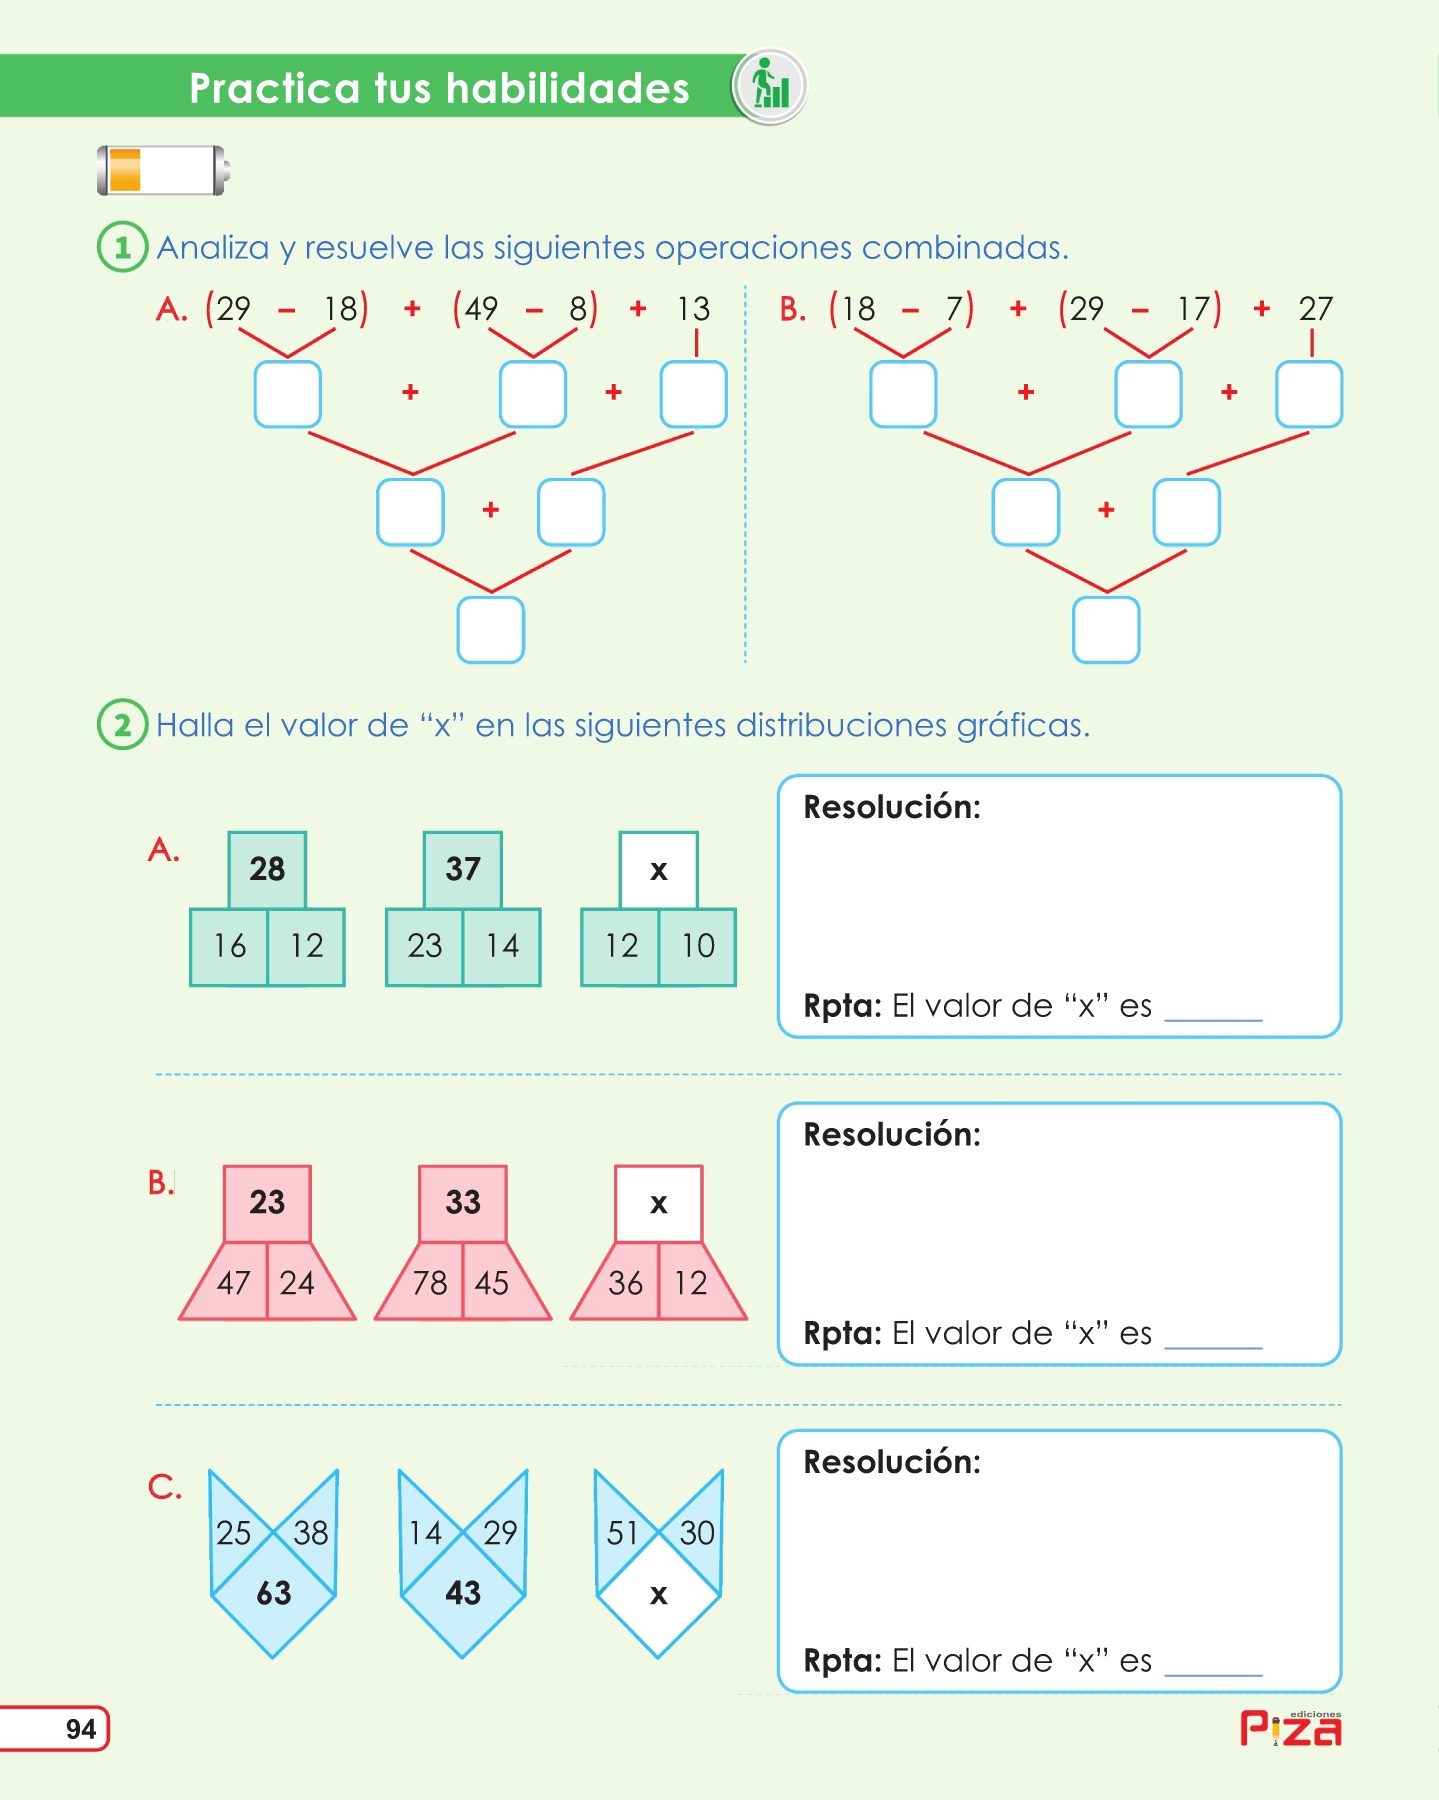 Practica tus habilidades
1 Analiza y resuelve las siguientes operaciones combinadas.
A. (29 – 18) + (49 – 8) + 13
+ +
+
B. (18 – 7) + (29 – 17) + 27
+ +
+
2 Halla el valor de “x” en las siguientes distribuciones gráficas.
A.
28 37 x
16 12 23 14 12 10
Resolución:
Rpta: El valor de “x” es ______
B.
23 33 x
47 24 78 45 36 12
Resolución:
Rpta: El valor de “x” es ______
C.
25 38 14 29 51 30
63 43 x
Resolución:
Rpta: El valor de “x” es ______
94
ediciones
Piza